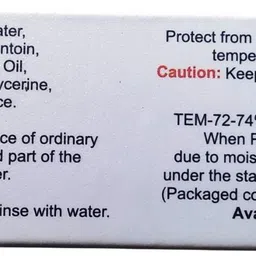 ater,
ntoin,
Oil,
ycerine,
ce.
ce of ordinary
d part of the
er.
inse with water.
Protect from
tempe
Caution: Keep
TEM-72-74%
When P
due to mois
under the sta
(Packaged co
Ava